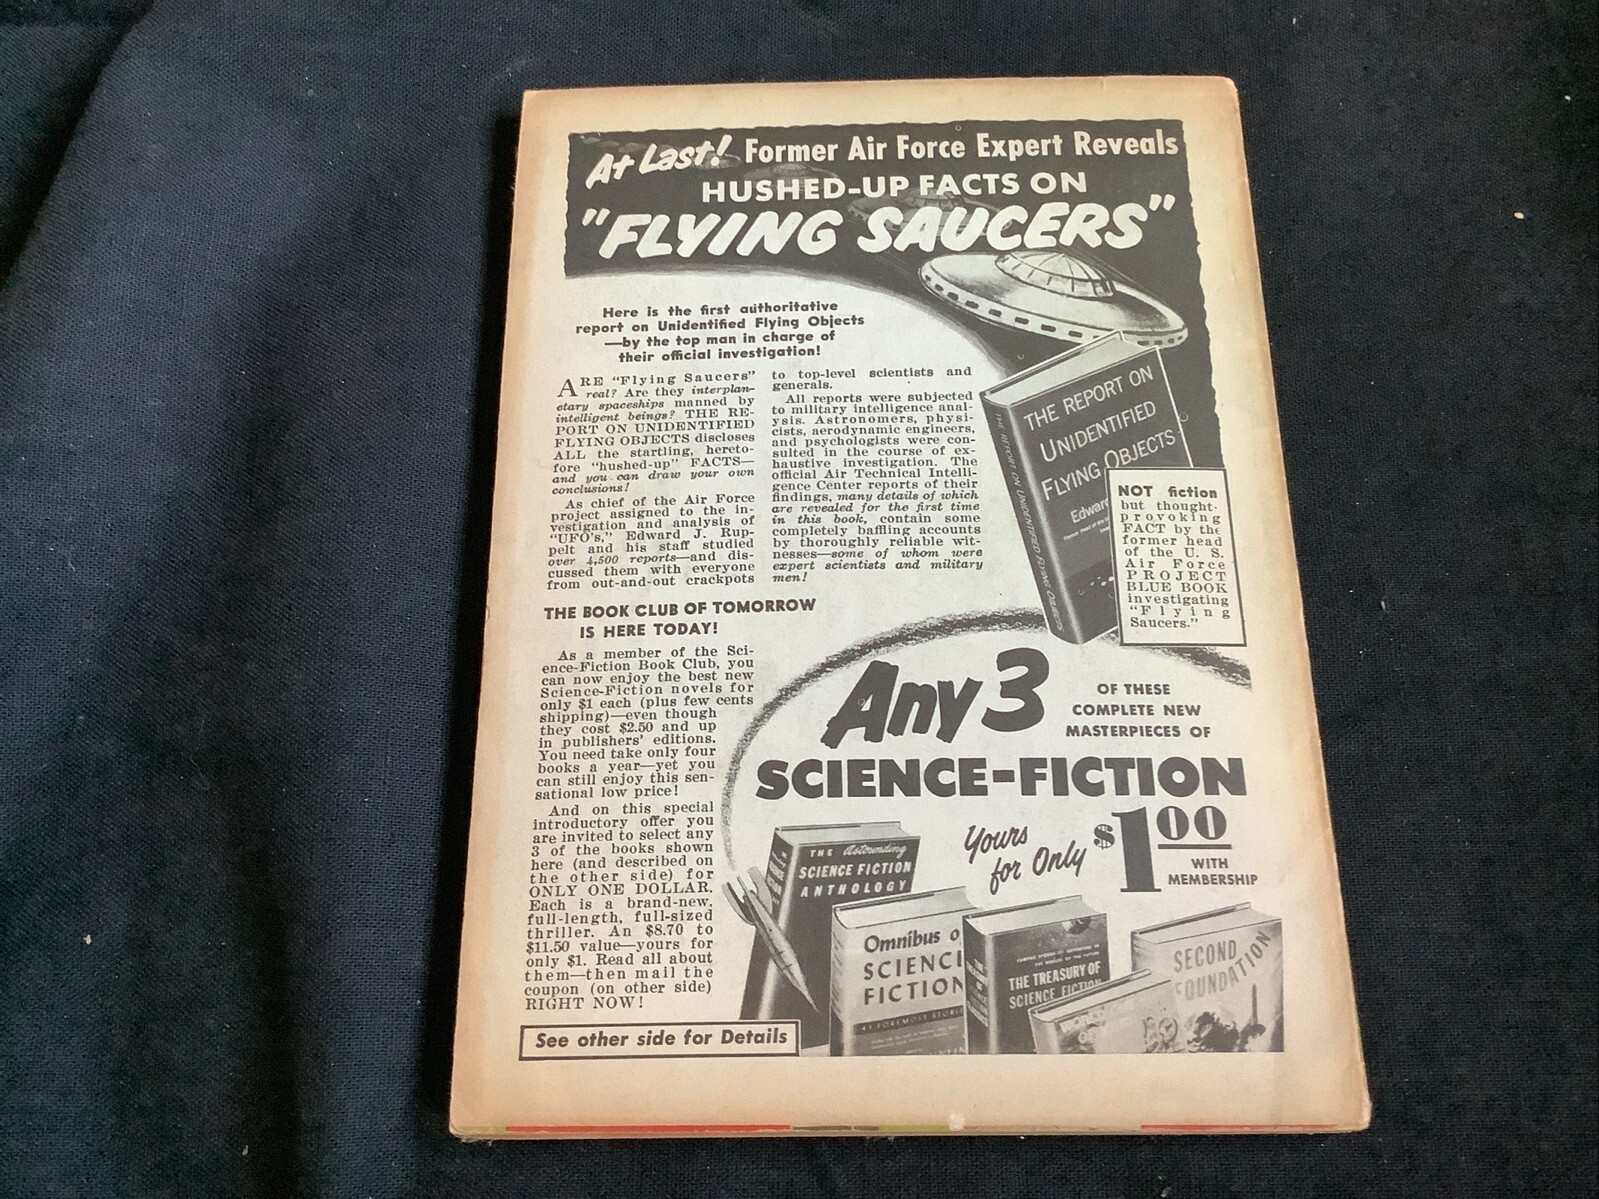 At Last! Former Air Force Expert Reveals
HUSHED-UP FACTS ON
"FLYING SAUCERS"
Here is the first authoritative
report on Unidentified Flying Objects
—by the top man in charge of
their official investigation!
ARE "Flying Saucers"
real? Are they interplan-
etary spaceships manned by
intelligent beings? THE RE-
PORT ON UNIDENTIFIED
FLYING OBJECTS discloses
ALL the startling, hereto-
fore "hushed-up" FACTS—
and you can draw your own
conclusions!
As chief of the Air Force
project assigned to the in-
vestigation and analysis of
"UFO's," Edward J. Rup-
pelt and his staff studied
over 4,500 reports—and dis-
cussed them with everyone
from out-and-out crackpots
to top-level scientists and
generals.
All reports were subjected
to military intelligence anal-
ysis. Astronomers, physi-
cists, aerodynamic engineers,
and psychologists were con-
sulted in the course of ex-
haustive investigation. The
official Air Technical Intelli-
gence Center reports of their
findings, many details of which
are revealed for the first time
in this book, contain some
completely baffling accounts
by thoroughly reliable wit-
nesses—some of whom were
expert scientists and military
men!
THE REPORT ON
UNIDENTIFIED
FLYING OBJECTS
Edwar
THE REPORT ON UNIDENTIFIED FLYING OBJECTS
NOT fiction
but thought-
provoking
FACT by the
former head
of the U. S.
Air Force
PROJECT
BLUE BOOK
investigating
"Flying
Saucers."
THE BOOK CLUB OF TOMORROW
IS HERE TODAY!
As a member of the Sci-
ence-Fiction Book Club, you
can now enjoy the best new
Science-Fiction novels for
only $1 each (plus few cents
shipping)—even though
they cost $2.50 and up
in publishers' editions.
You need take only four
books a year—yet you
can still enjoy this sen-
sational low price!
And on this special
introductory offer you
are invited to select any
3 of the books shown
here (and described on
the other side) for
ONLY ONE DOLLAR.
Each is a brand-new,
full-length, full-sized
thriller. An $8.70 to
$11.50 value—yours for
only $1. Read all about
them—then mail the
coupon (on other side)
RIGHT NOW!
See other side for Details
Any 3
OF THESE
COMPLETE NEW
MASTERPIECES OF
SCIENCE-FICTION
Yours
for Only
$1 00
WITH
MEMBERSHIP
THE Astounding
SCIENCE FICTION
ANTHOLOGY
Omnibus o
SCIENC
FICTION
THE TREASURY OF
SCIENCE FICTION
SECOND
FOUNDATION